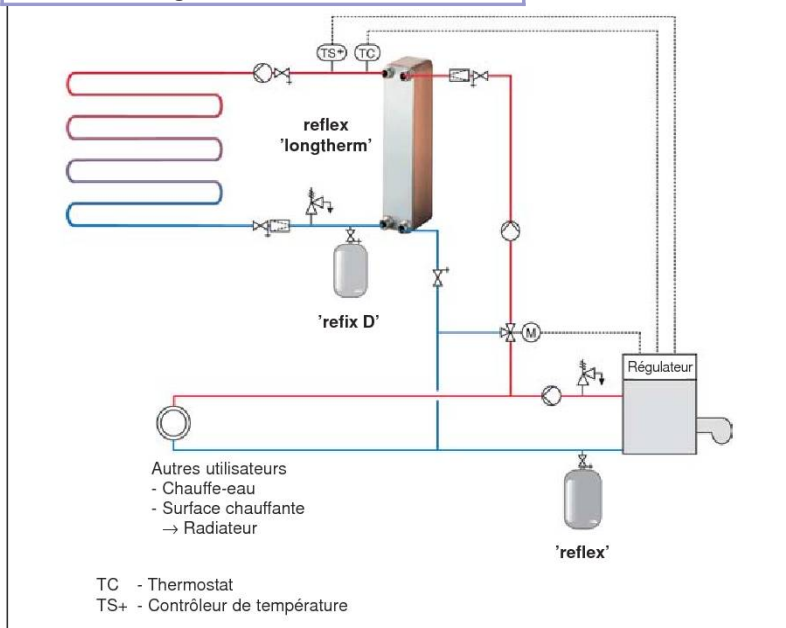 TS+ TC
reflex
'longtherm'
'refix D'
M
Régulateur
Autres utilisateurs
- Chauffe-eau
- Surface chauffante
→ Radiateur
'reflex'
TC - Thermostat
TS+ - Contrôleur de température